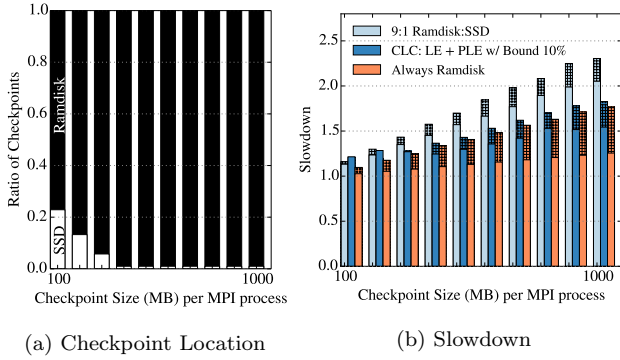 1.0
0.8
0.6
0.4
0.2
0.0
Ratio of Checkpoints
Ramdisk
SSD
100
1000
Checkpoint Size (MB) per MPI process
(a) Checkpoint Location
2.5
2.0
1.5
1.0
0.5
0.0
Slowdown
9:1 Ramdisk:SSD
CLC: LE + PLE w/ Bound 10%
Always Ramdisk
100
1000
Checkpoint Size (MB) per MPI process
(b) Slowdown